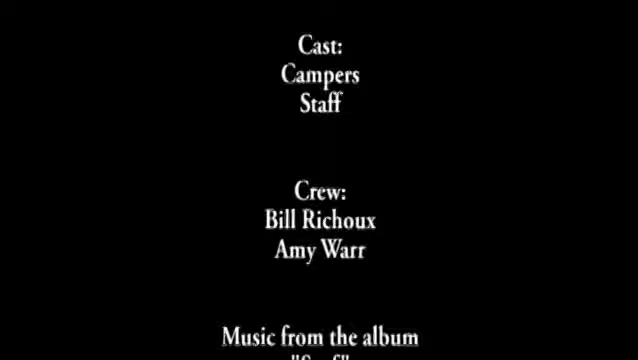 Cast:
Campers
Staff
Crew:
Bill Richoux
Amy Warr
Music from the album